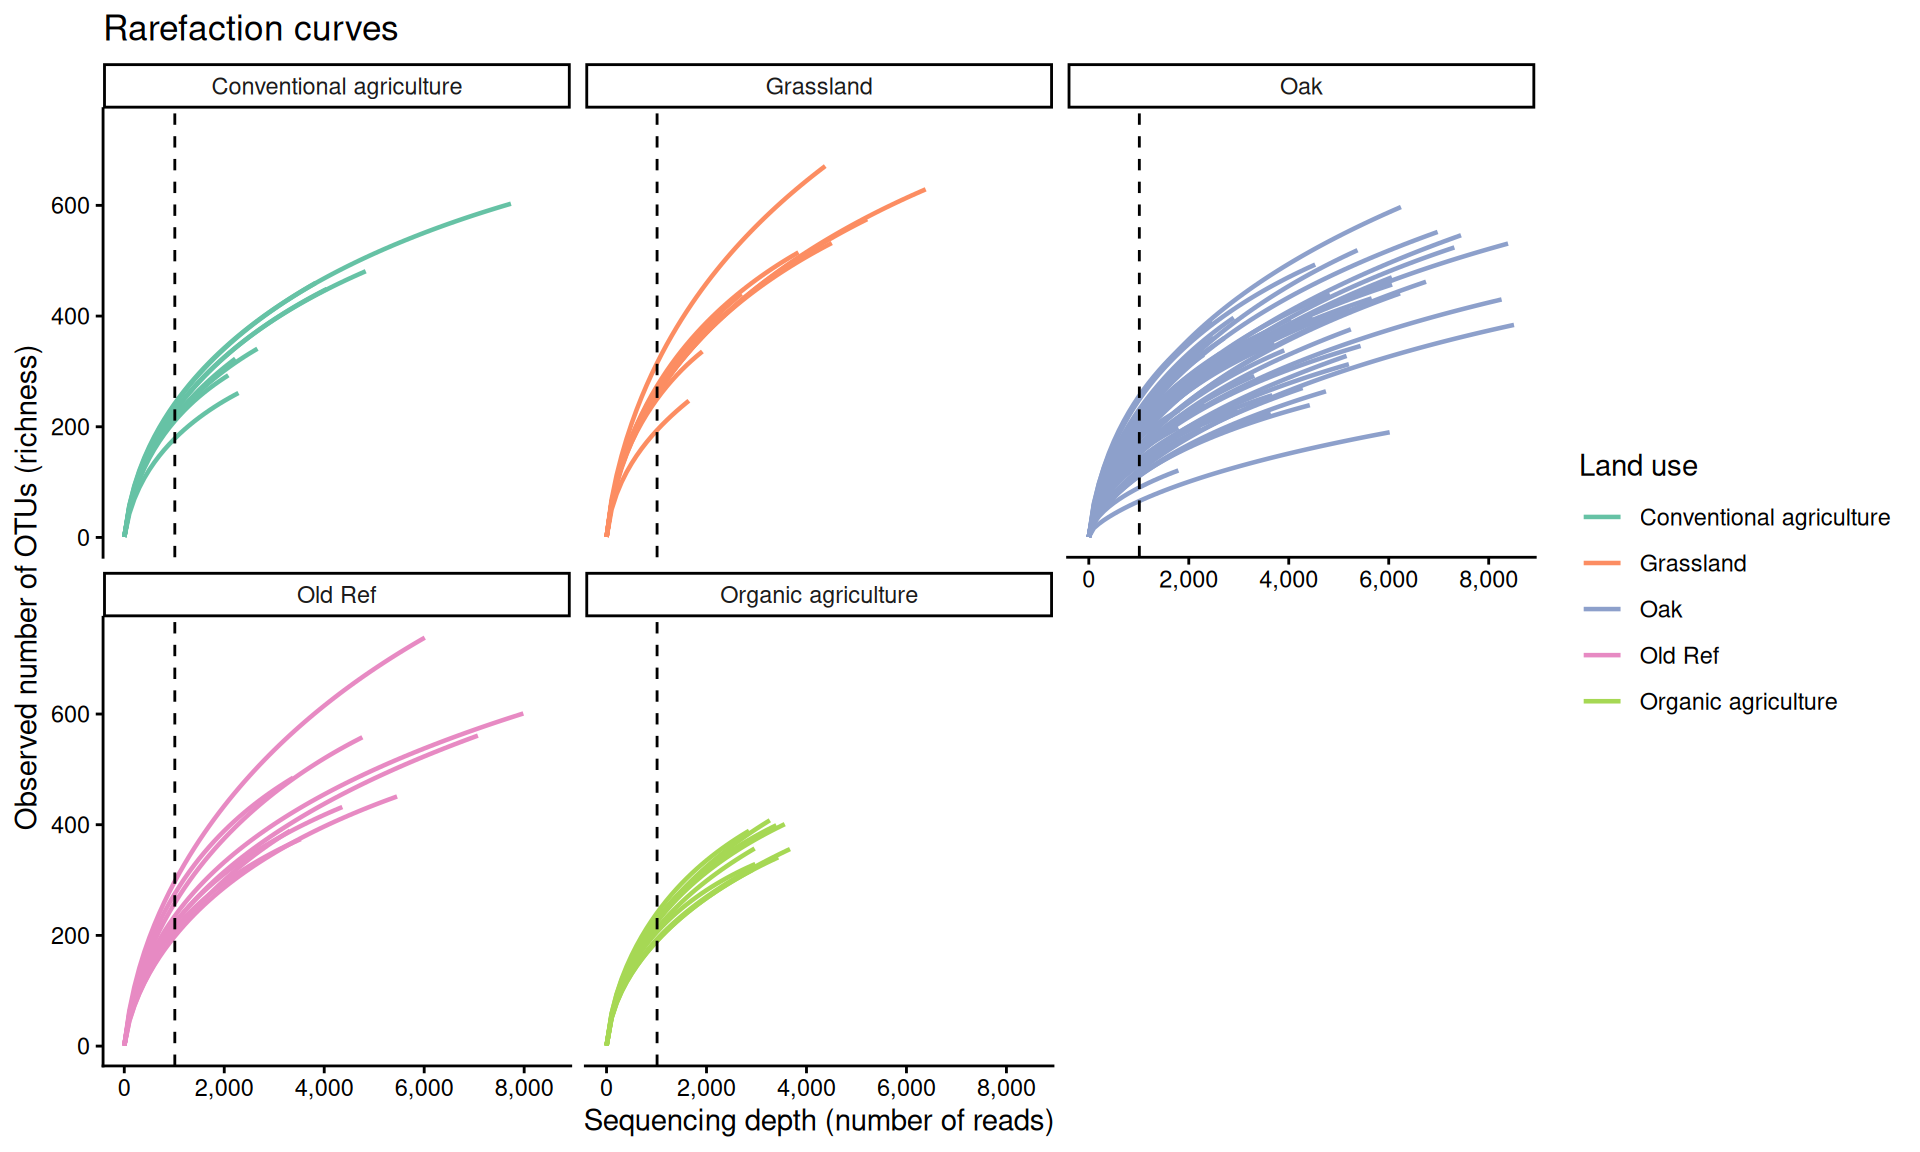 Rarefaction curves
Conventional agriculture
Grassland
Oak
600
400
200
0
0 2,000 4,000 6,000 8,000
Old Ref
Organic agriculture
600
400
200
0
0 2,000 4,000 6,000 8,000
0 2,000 4,000 6,000 8,000
Observed number of OTUs (richness)
Sequencing depth (number of reads)
Land use
Conventional agriculture
Grassland
Oak
Old Ref
Organic agriculture